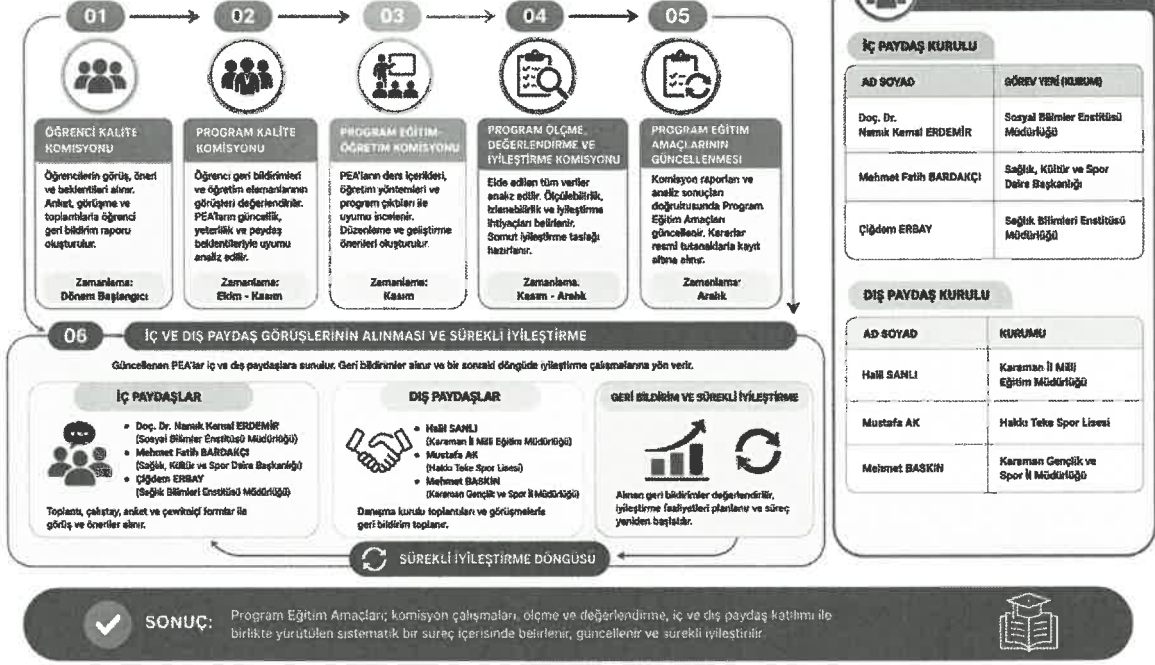 01
02
03
04
05
ÖĞRENCİ KALİTE
KOMİSYONU
Öğrencilerin görüş, öneri
ve beklentileri alınır.
Anket, görüşme ve
toplantılarla öğrenci
geri bildirim raporu
oluşturulur.
Zamanlama:
Dönem Başlangıcı
PROGRAM KALİTE
KOMİSYONU
Öğrenci geri bildirimleri
ve öğretim elemanlarının
görüşleri değerlendirilir.
PEA'ların güncellik,
yeterlilik ve paydaş
beklentileriyle uyumu
analiz edilir.
Zamanlama:
Ekim - Kasım
PROGRAM EĞİTİM-
ÖĞRETİM KOMİSYONU
PEA'ların ders içerikleri,
öğretim yöntemleri ve
program çıktıları ile
uyumu incelenir.
Düzenleme ve geliştirme
önerileri oluşturulur.
Zamanlama:
Kasım
PROGRAM ÖLÇME,
DEĞERLENDİRME VE
İYİLEŞTİRME KOMİSYONU
Elde edilen tüm veriler
analiz edilir. Ölçülebilirlik,
izlenebilirlik ve iyileştirme
ihtiyaçları belirlenir.
Somut iyileştirme taslağı
hazırlanır.
Zamanlama:
Kasım - Aralık
PROGRAM EĞİTİM
AMAÇLARININ
GÜNCELLENMESİ
Komisyon raporları ve
analiz sonuçları
doğrultusunda Program
Eğitim Amaçları
güncellenir. Kararlar
resmi tutanaklarla kayıt
altına alınır.
Zamanlama:
Aralık
06
İÇ VE DIŞ PAYDAŞ GÖRÜŞLERİNİN ALINMASI VE SÜREKLİ İYİLEŞTİRME
Güncellenen PEA'lar iç ve dış paydaşlara sunulur. Geri bildirimler alınır ve bir sonraki döngüde iyileştirme çalışmalarına yön verir.
İÇ PAYDAŞLAR
• Doç. Dr. Namık Kemal ERDEMİR
(Sosyal Bilimler Enstitüsü Müdürlüğü)
• Mehmet Fatih BARDAKÇI
(Sağlık, Kültür ve Spor Daire Başkanlığı)
• Çiğdem ERBAY
(Sağlık Bilimleri Enstitüsü Müdürlüğü)
Toplantı, çalıştay, anket ve çevrimiçi formlar ile
görüş ve öneriler alınır.
DIŞ PAYDAŞLAR
• Halil SANLI
(Karaman İl Milli Eğitim Müdürlüğü)
• Mustafa AK
(Hakkı Teke Spor Lisesi)
• Mehmet BASKIN
(Karaman Gençlik ve Spor İl Müdürlüğü)
Danışma kurulu toplantıları ve görüşmelerle
geri bildirim toplanır.
GERİ BİLDİRİM VE SÜREKLİ İYİLEŞTİRME
Alınan geri bildirimler değerlendirilir,
iyileştirme faaliyetleri planlanır ve süreç
yeniden başlatılır.
SÜREKLİ İYİLEŞTİRME DÖNGÜSÜ
İÇ PAYDAŞ KURULU
AD SOYAD
GÖREV YERİ (KURUM)
Doç. Dr.
Namık Kemal ERDEMİR
Sosyal Bilimler Enstitüsü
Müdürlüğü
Mehmet Fatih BARDAKÇI
Sağlık, Kültür ve Spor
Daire Başkanlığı
Çiğdem ERBAY
Sağlık Bilimleri Enstitüsü
Müdürlüğü
DIŞ PAYDAŞ KURULU
AD SOYAD
KURUMU
Halil SANLI
Karaman İl Milli
Eğitim Müdürlüğü
Mustafa AK
Hakkı Teke Spor Lisesi
Mehmet BASKIN
Karaman Gençlik ve
Spor İl Müdürlüğü
SONUÇ:
Program Eğitim Amaçları; komisyon çalışmaları, ölçme ve değerlendirme, iç ve dış paydaş katılımı ile
birlikte yürütülen sistematik bir süreç içerisinde belirlenir, güncellenir ve sürekli iyileştirilir.